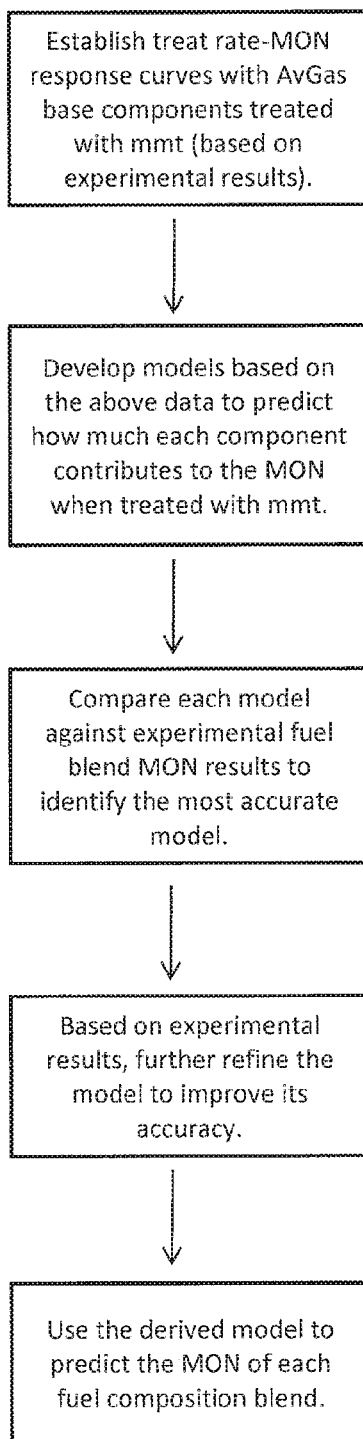 Establish treat rate-MON
response curves with AvGas
base components treated
with mmt (based on
experimental results).
Develop models based on
the above data to predict
how much each component
contributes to the MON
when treated with mmt.
Compare each model
against experimental fuel
blend MON results to
identify the most accurate
model.
Based on experimental
results, further refine the
model to improve its
accuracy.
Use the derived model to
predict the MON of each
fuel composition blend.